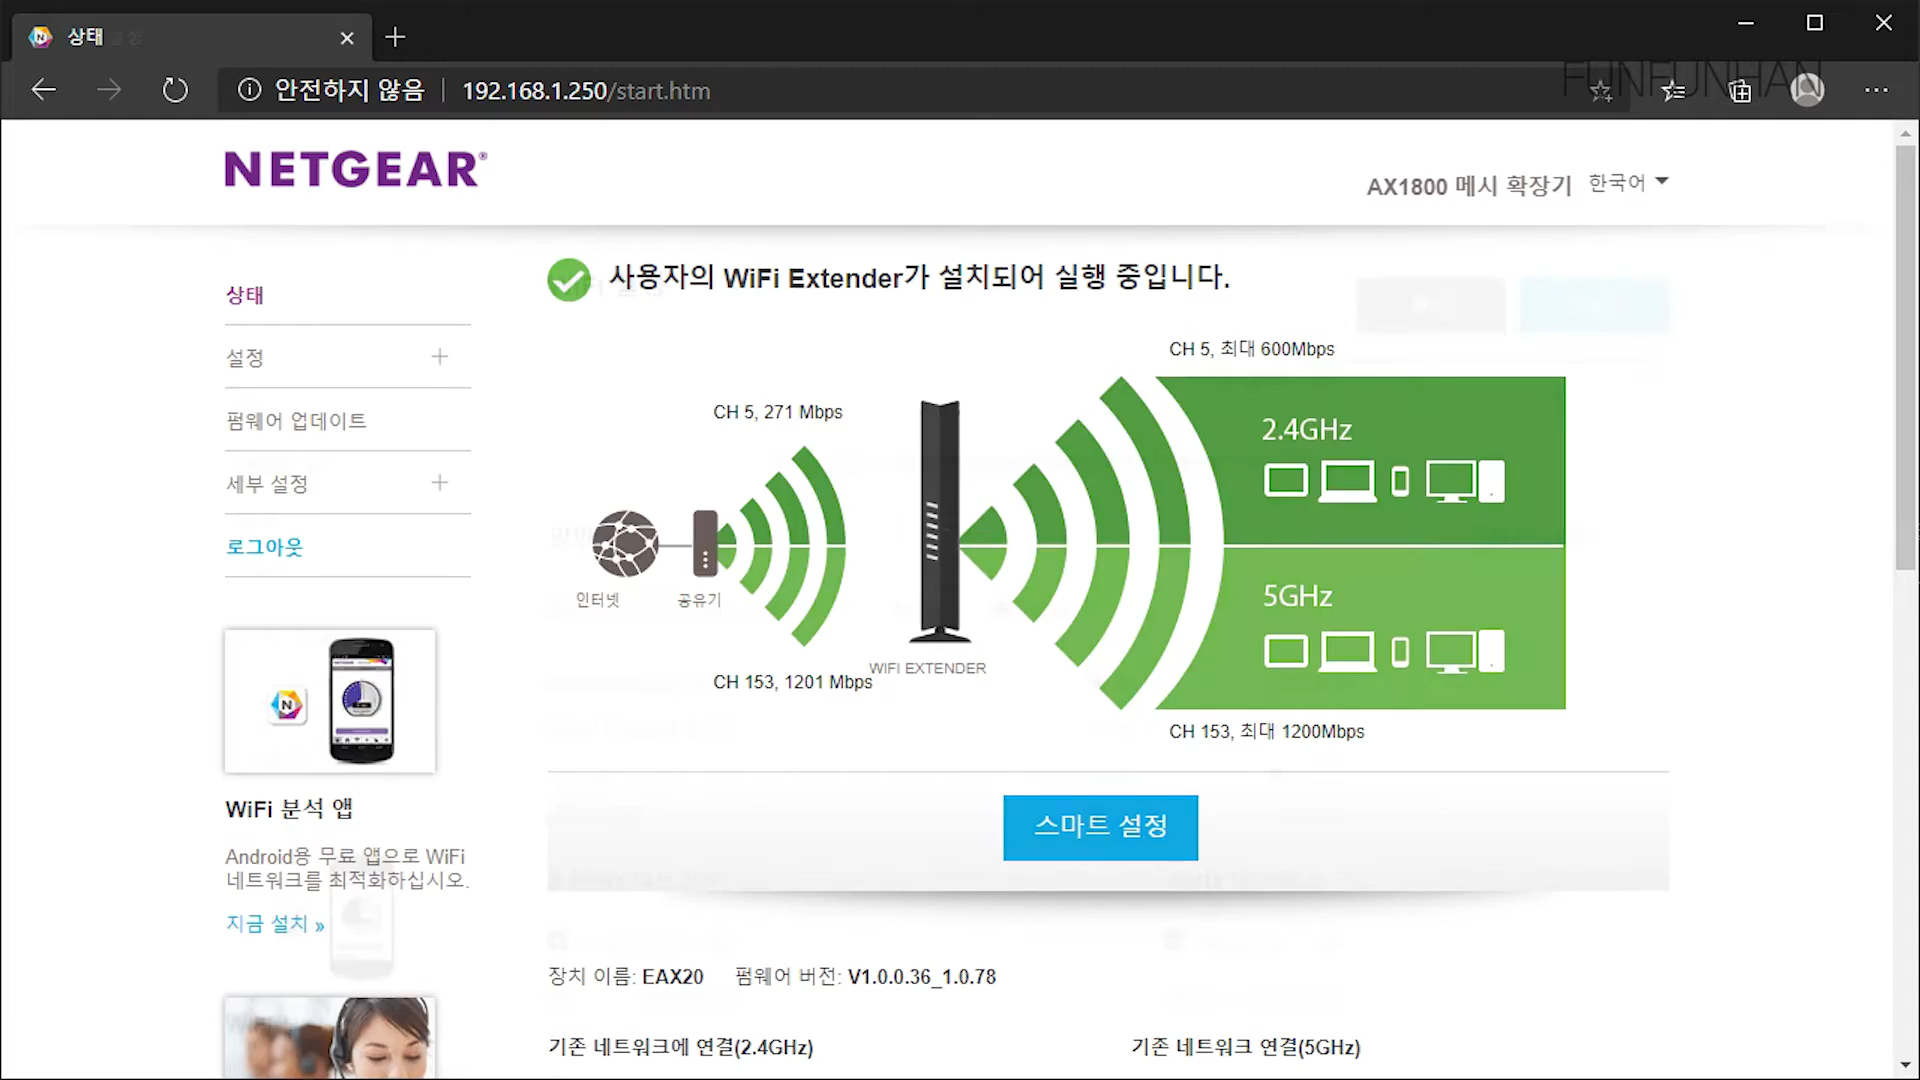 상태
안전하지 않음
192.168.1.250/start.htm
FUNFUNHAN
NETGEAR®
AX1800 메시 확장기
한국어
상태
설정
펌웨어 업데이트
세부 설정
로그아웃
사용자의 WiFi Extender가 설치되어 실행 중입니다.
CH 5, 최대 600Mbps
CH 5, 271 Mbps
2.4GHz
5GHz
인터넷
공유기
WIFI EXTENDER
CH 153, 1201 Mbps
CH 153, 최대 1200Mbps
스마트 설정
WiFi 분석 앱
Android용 무료 앱으로 WiFi
네트워크를 최적화하십시오.
지금 설치 »
장치 이름: EAX20 펌웨어 버전: V1.0.0.36_1.0.78
기존 네트워크에 연결(2.4GHz)
기존 네트워크 연결(5GHz)